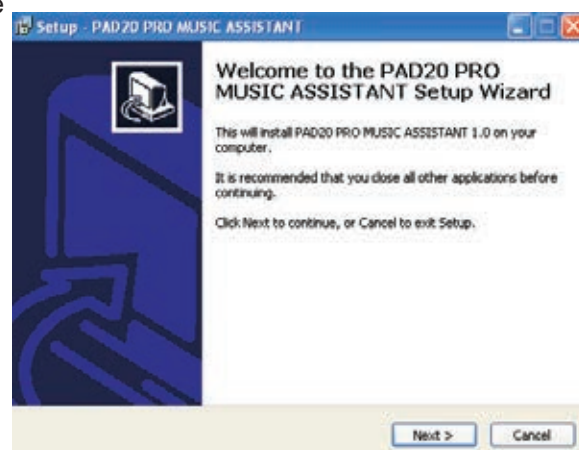 e
Setup - PAD20 PRO MUSIC ASSISTANT
Welcome to the PAD20 PRO
MUSIC ASSISTANT Setup Wizard
This will install PAD20 PRO MUSIC ASSISTANT 1.0 on your
computer.
It is recommended that you close all other applications before
continuing.
Click Next to continue, or Cancel to exit Setup.
Next >
Cancel